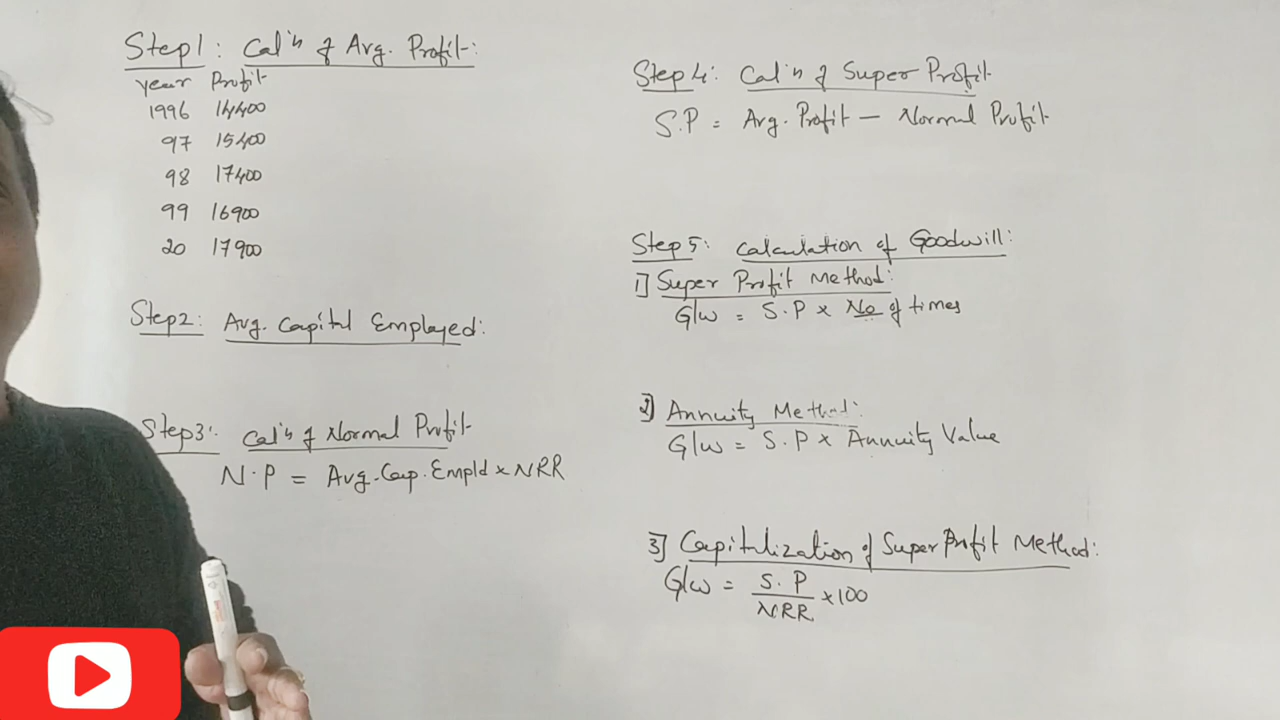 Step1: Cal'n of Avg. Profit:
Year Profit
1996 14400
97 15400
98 17400
99 16900
20 17900
Step2: Avg. Capital Employed:
Step3: Cal'n of Normal Profit
N.P = Avg. Cap. Empld × NRR
Step4: Cal'n of Super Profit
S.P = Avg. Profit – Normal Profit
Step5: Calculation of Goodwill:
1] Super Profit Method:
G/w = S.P × No of times
2] Annuity Method:
G/w = S.P × Annuity Value
3] Capitalization of Super Profit Method:
G/w = S.P / NRR ×100